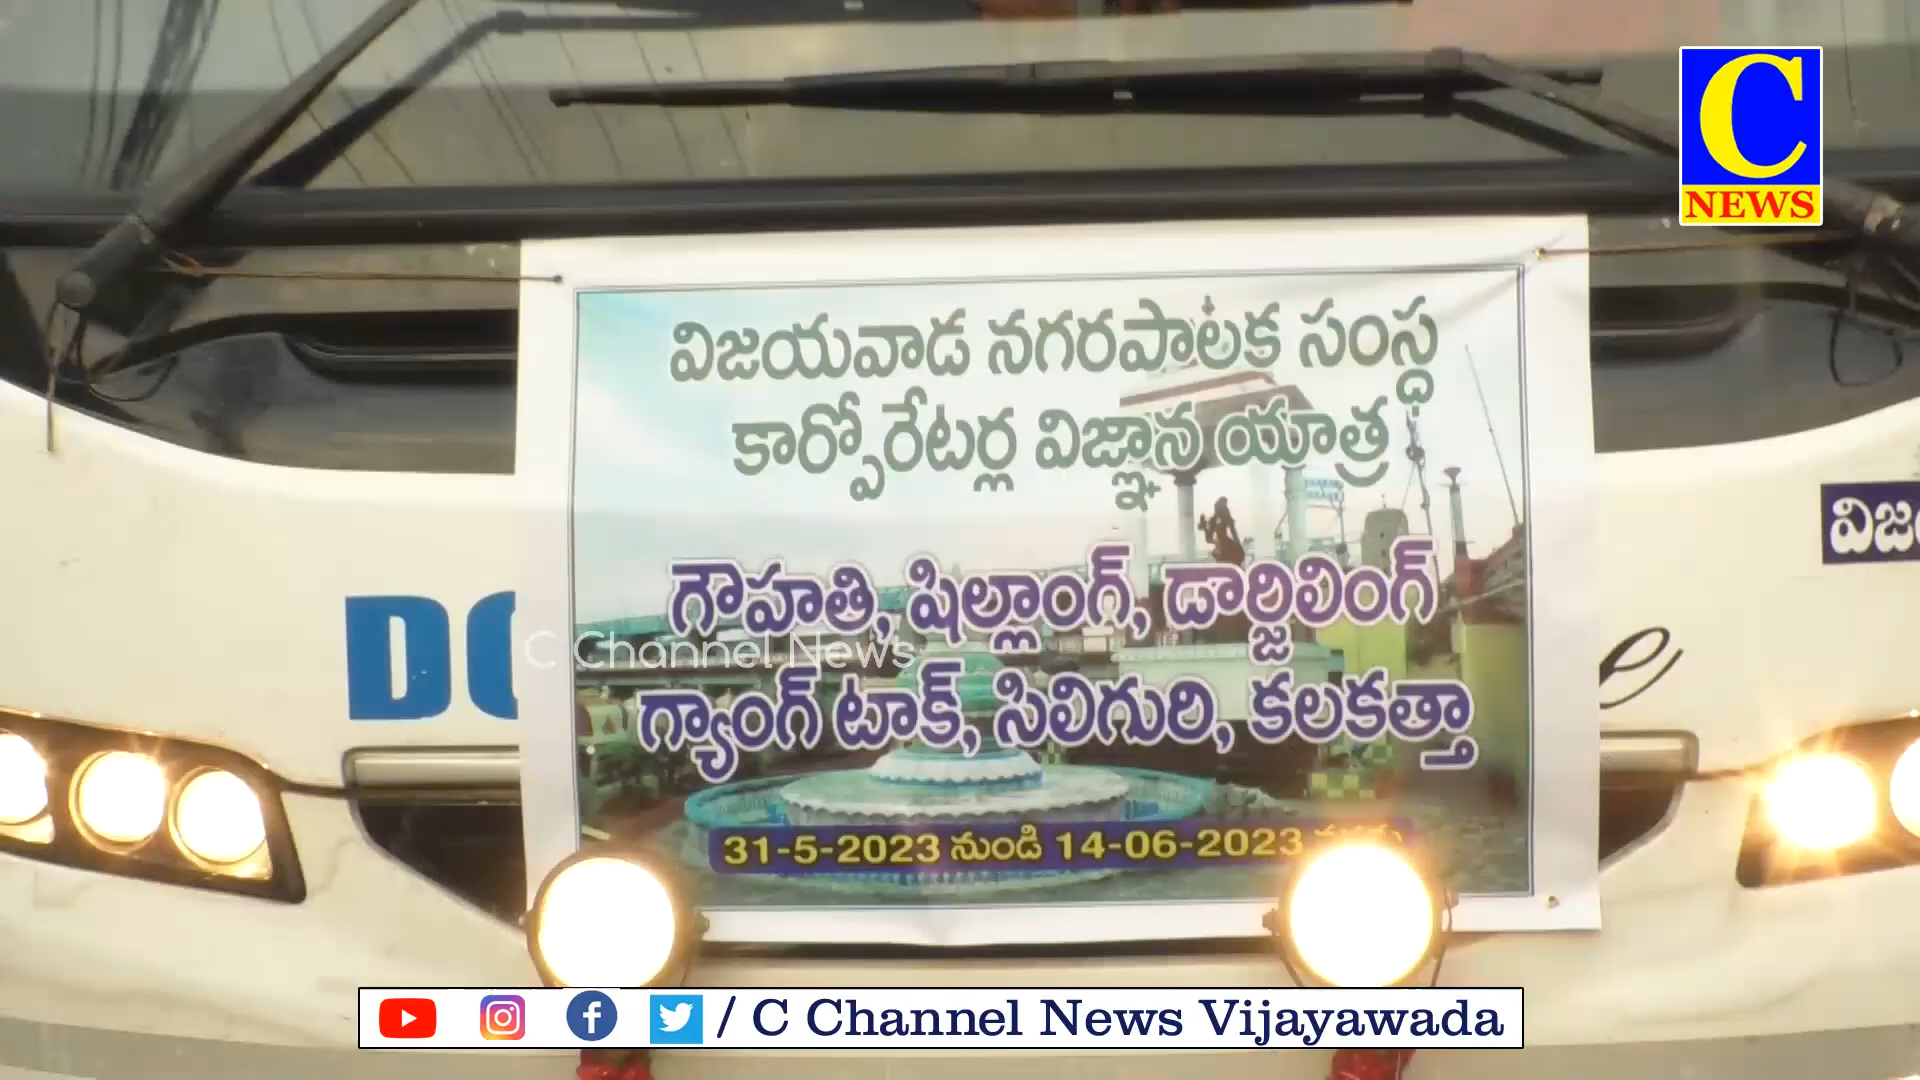 C
NEWS
విజయవాడ నగరపాలక సంస్థ
కార్పోరేటర్ల విజ్ఞాన యాత్ర
గౌహతి, షిల్లాంగ్, డార్జిలింగ్
C Channel News
గ్యాంగ్ టాక్, సిలిగురి, కలకత్తా
31-5-2023 నుండి 14-06-2023
/ C Channel News Vijayawada